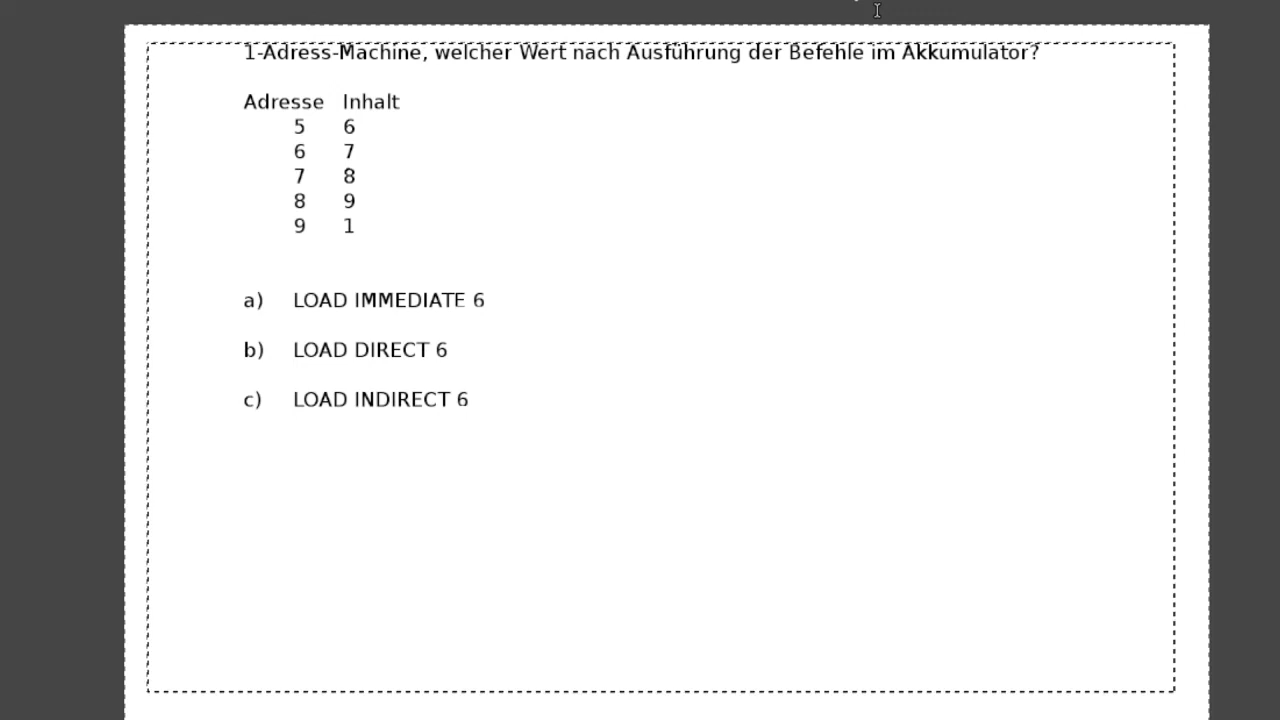 1-Adress-Machine, welcher Wert nach Ausführung der Befehle im Akkumulator?
Adresse Inhalt
5 6
6 7
7 8
8 9
9 1
a) LOAD IMMEDIATE 6
b) LOAD DIRECT 6
c) LOAD INDIRECT 6